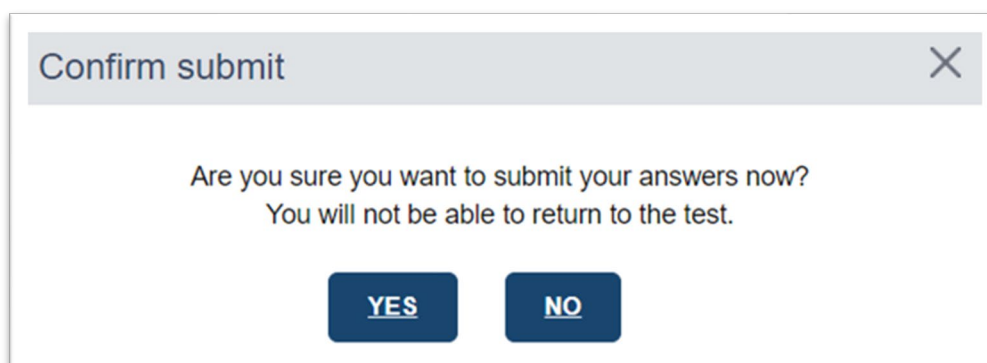 Confirm submit
Are you sure you want to submit your answers now?
You will not be able to return to the test.
YES NO